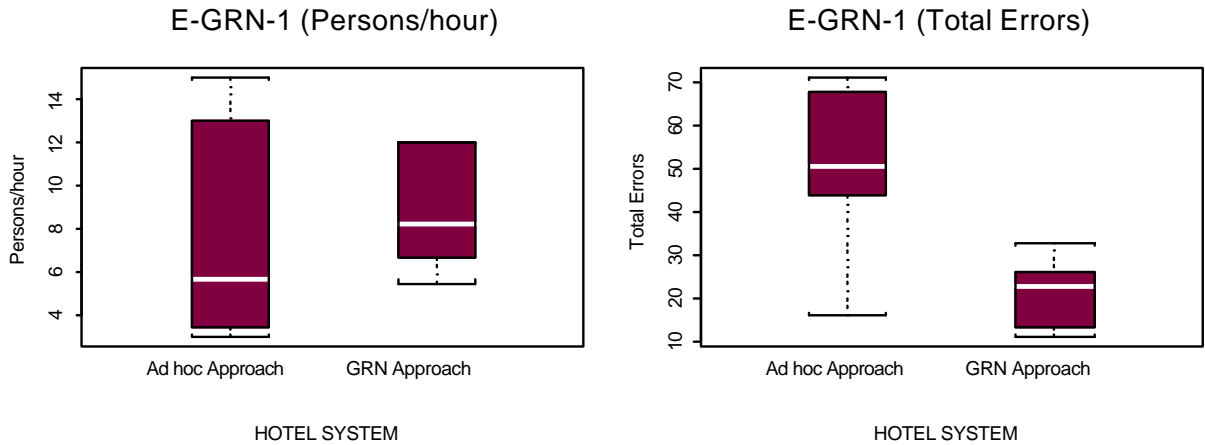 E-GRN-1 (Persons/hour)
Persons/hour
14
12
10
8
6
4
Ad hoc Approach GRN Approach
HOTEL SYSTEM
E-GRN-1 (Total Errors)
Total Errors
70
60
50
40
30
20
10
Ad hoc Approach GRN Approach
HOTEL SYSTEM